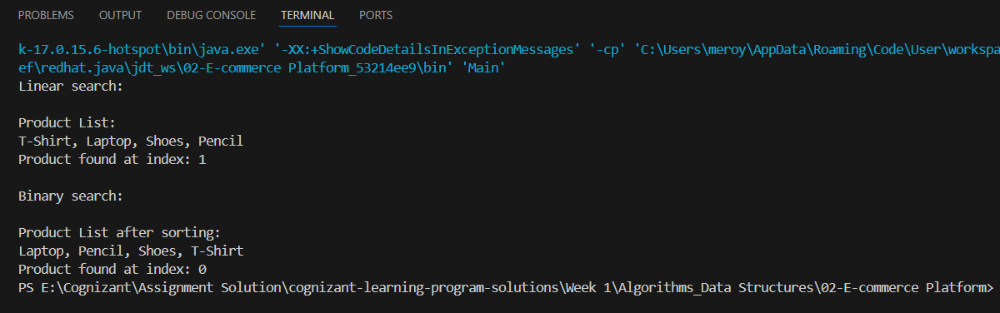 PROBLEMS OUTPUT DEBUG CONSOLE TERMINAL PORTS
k-17.0.15.6-hotspot\bin\java.exe' '-XX:+ShowCodeDetailsInExceptionMessages' '-cp' 'C:\Users\meroy\AppData\Roaming\Code\User\workspa
ef\redhat.java\jdt_ws\02-E-commerce Platform_53214ee9\bin' 'Main'
Linear search:
Product List:
T-Shirt, Laptop, Shoes, Pencil
Product found at index: 1
Binary search:
Product List after sorting:
Laptop, Pencil, Shoes, T-Shirt
Product found at index: 0
PS E:\Cognizant\Assignment Solution\cognizant-learning-program-solutions\Week 1\Algorithms_Data Structures\02-E-commerce Platform>